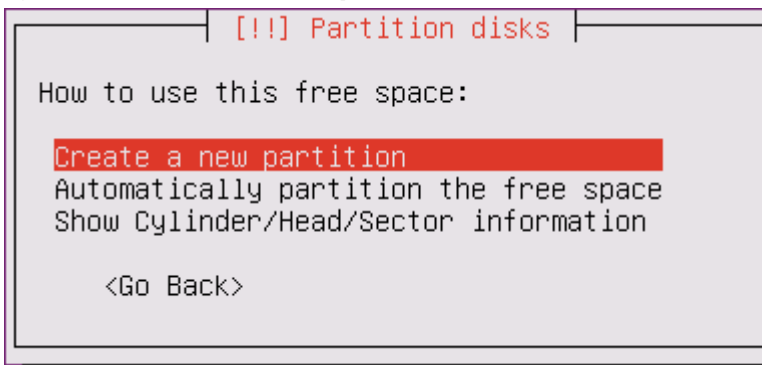 [!!] Partition disks
How to use this free space:
Create a new partition
Automatically partition the free space
Show Cylinder/Head/Sector information
<Go Back>